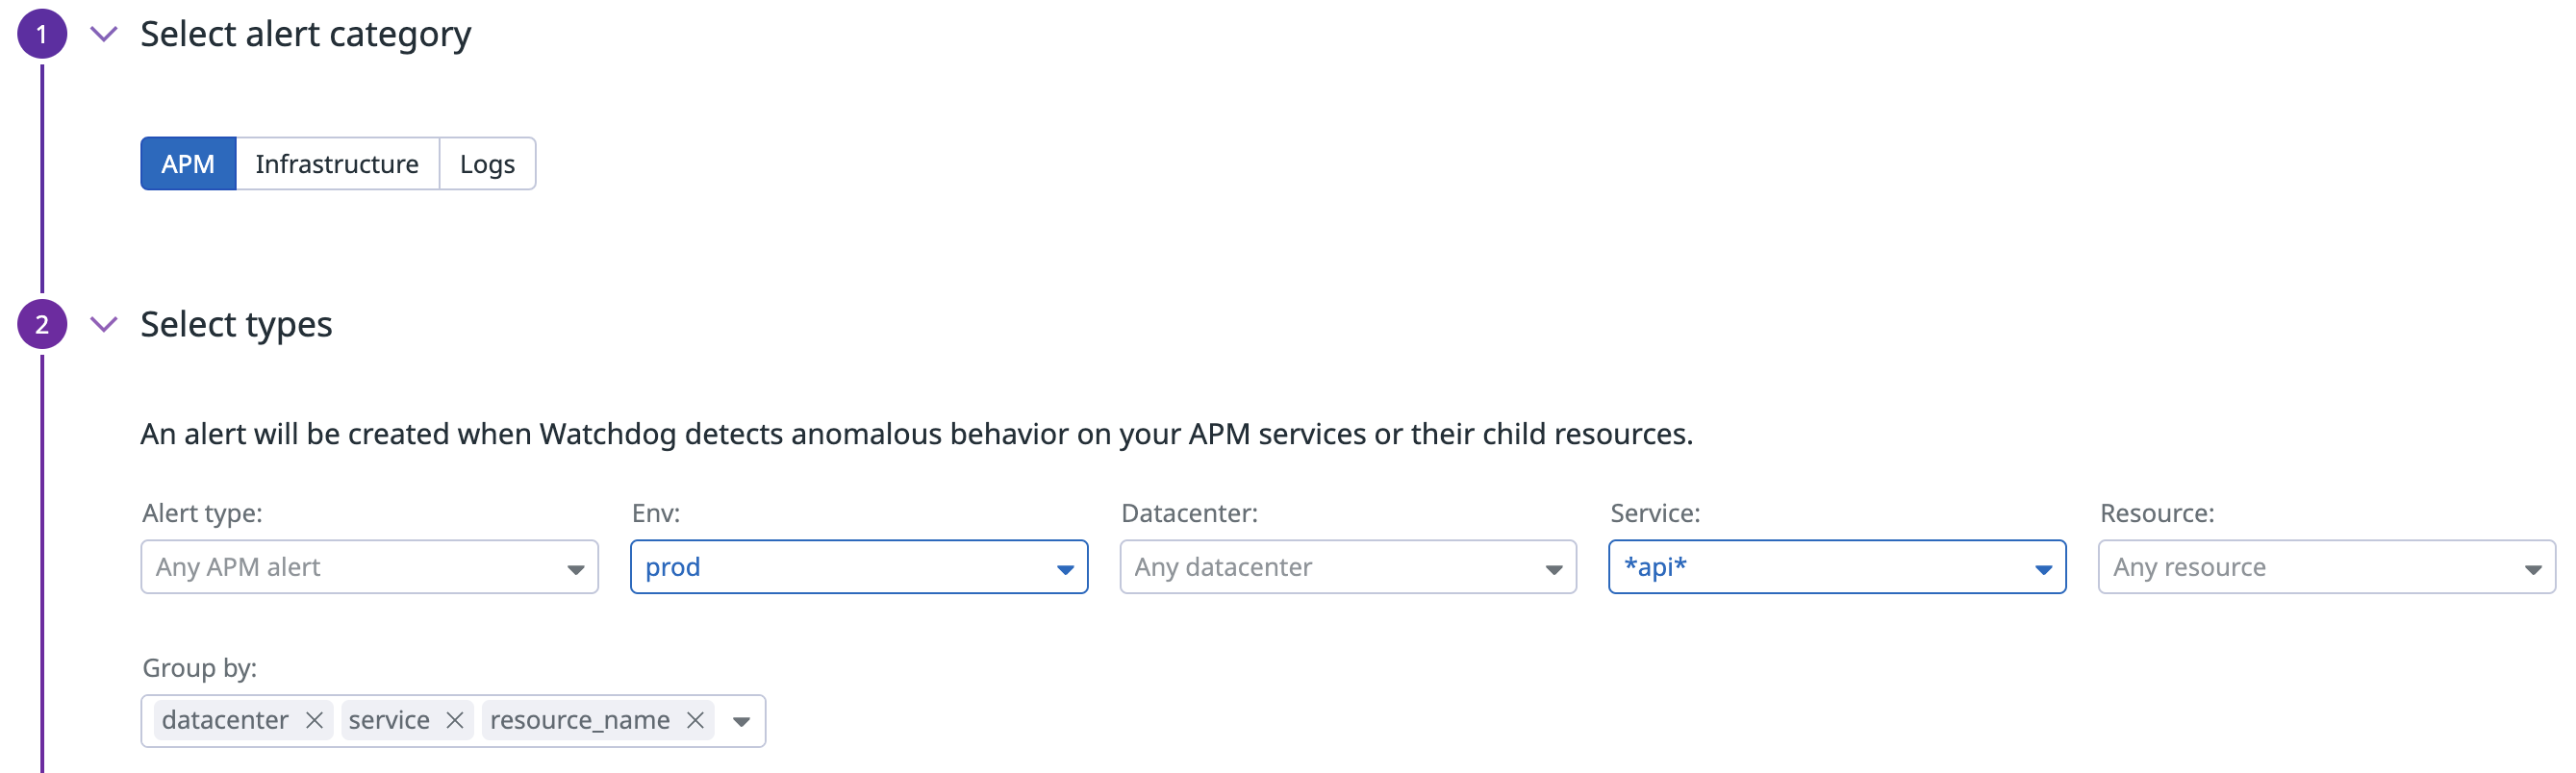 1 Select alert category
APM Infrastructure Logs
2 Select types
An alert will be created when Watchdog detects anomalous behavior on your APM services or their child resources.
Alert type: Env: Datacenter: Service: Resource:
Any APM alert prod Any datacenter *api* Any resource
Group by:
datacenter service resource_name